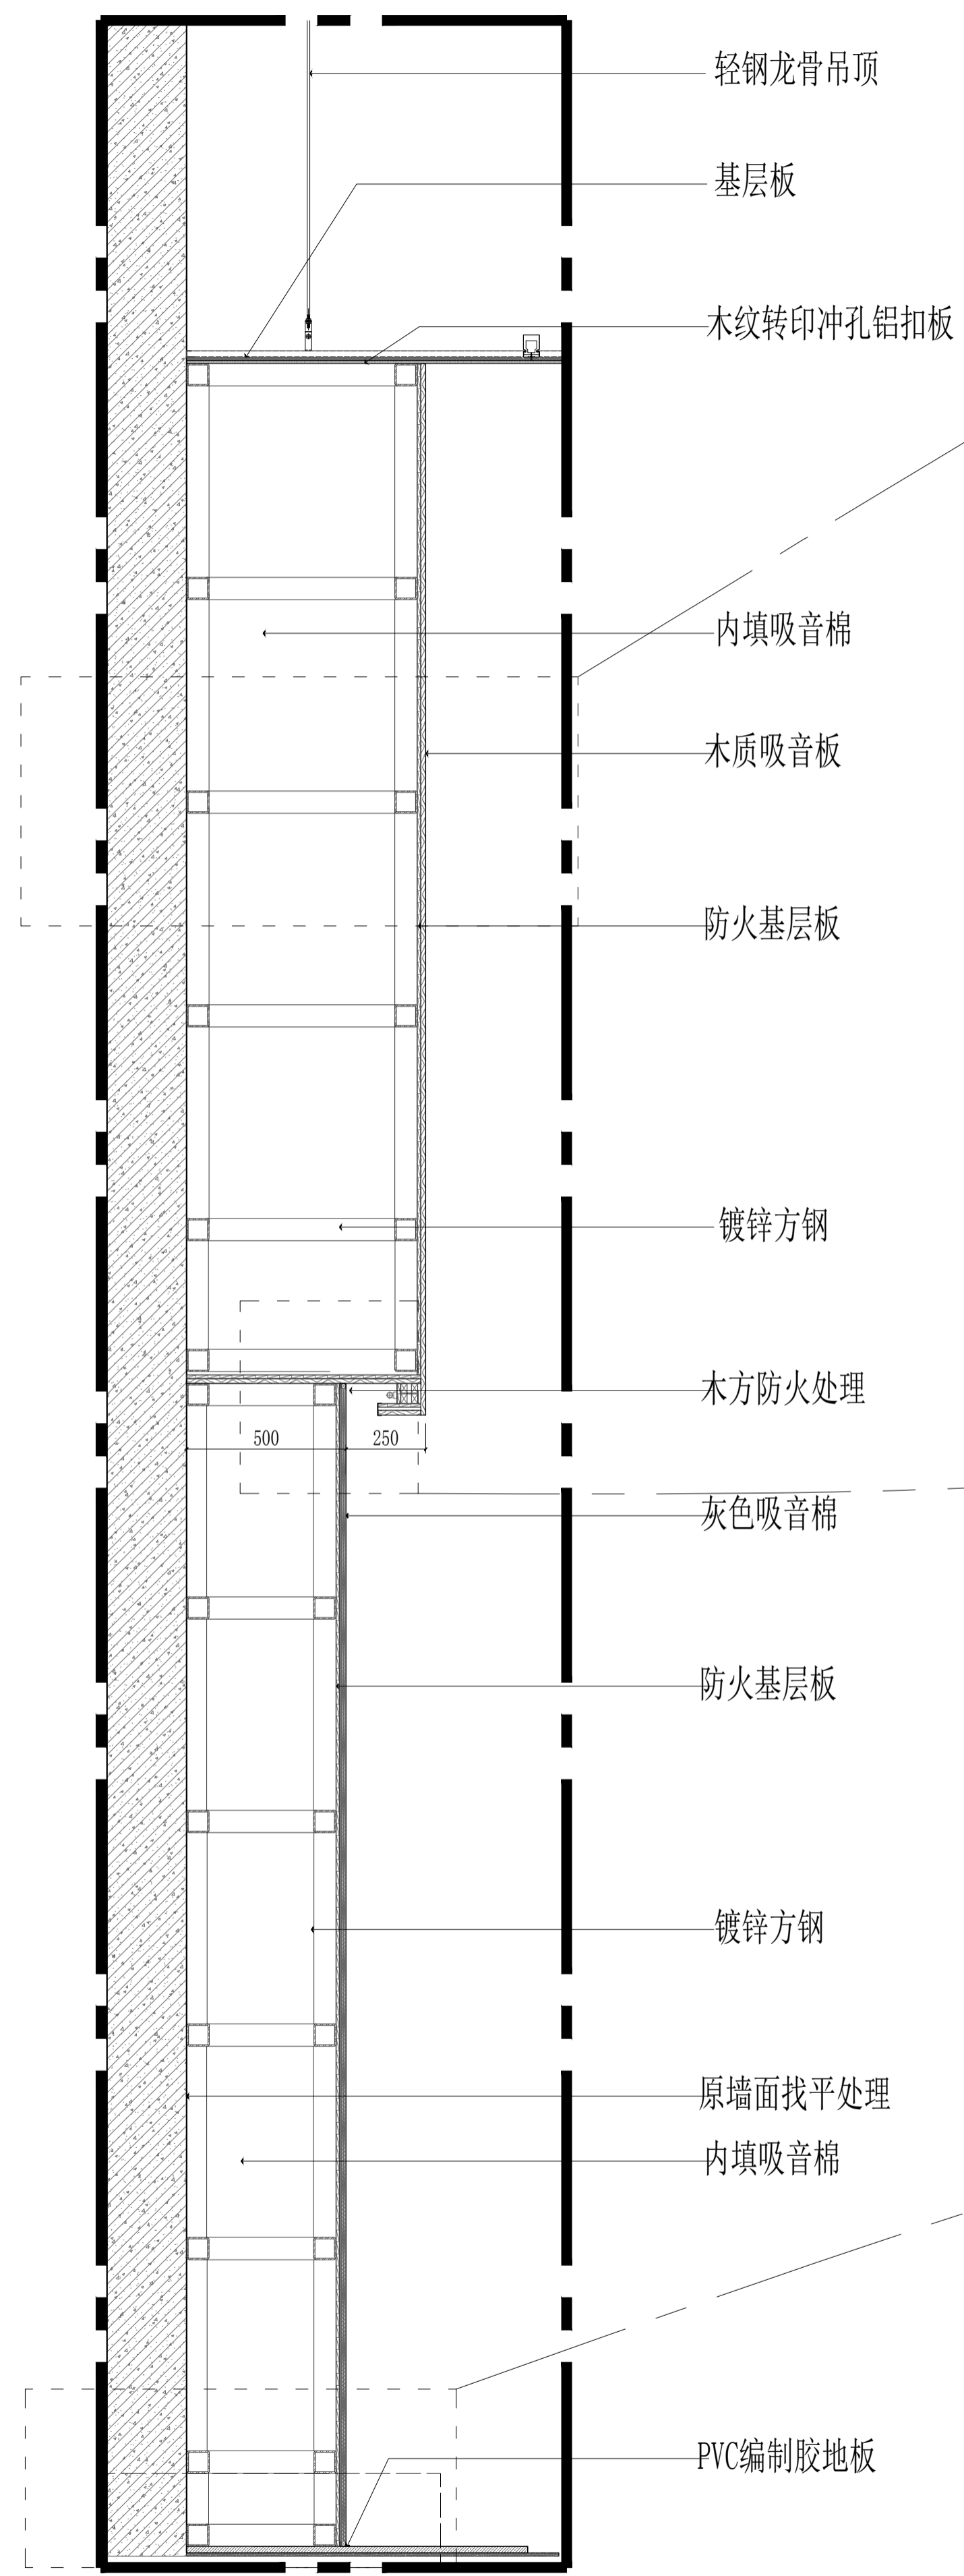 轻钢龙骨吊顶
基层板
木纹转印冲孔铝扣板
内填吸音棉
木质吸音板
防火基层板
镀锌方钢
木方防火处理
500 250
灰色吸音棉
防火基层板
镀锌方钢
原墙面找平处理
内填吸音棉
PVC编制胶地板